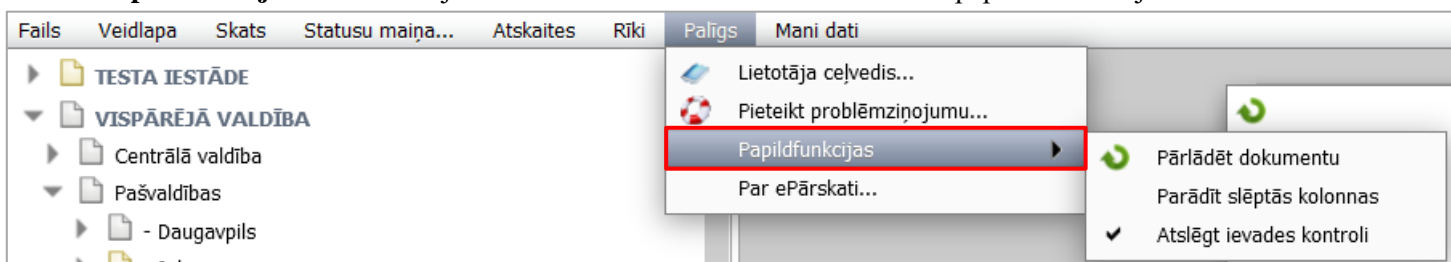 Fails Veidlapa Skats Statusu maiņa... Atskaites Rīki Palīgs Mani dati
TESTA IESTĀDE
VISPĀRĒJĀ VALDĪBA
Centrālā valdība
Pašvaldības
- Daugavpils
Lietotāja ceļvedis...
Pieteikt problēmziņojumu...
Papildfunkcijas
Par ePārskati...
Pārlādēt dokumentu
Parādīt slēptās kolonnas
Atslēgt ievades kontroli